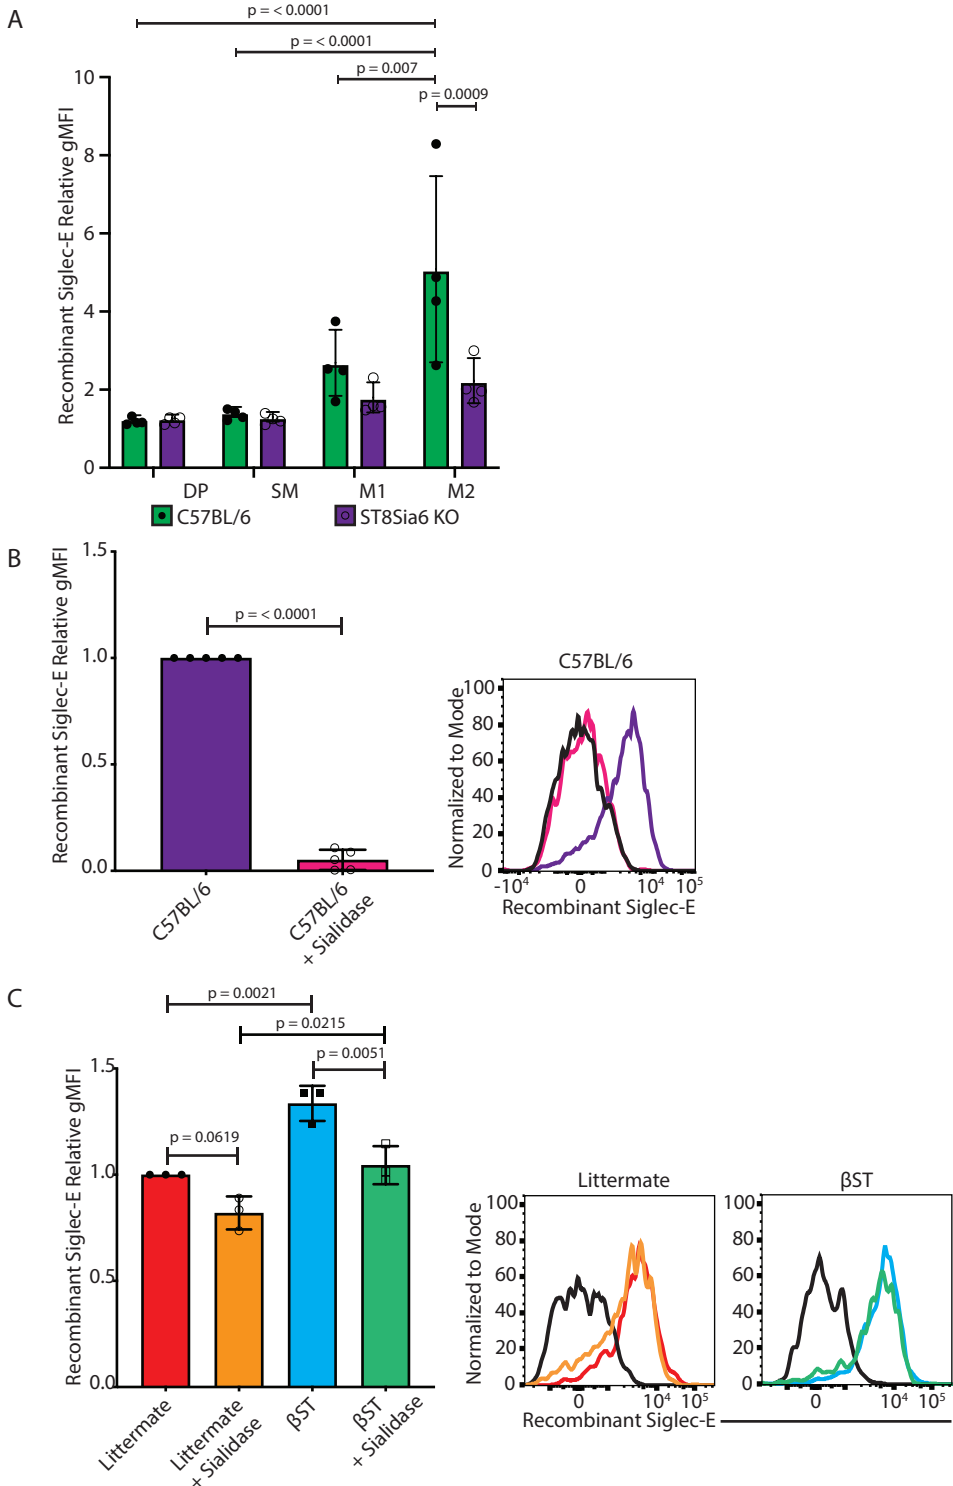 A
p = < 0.0001
p = < 0.0001
p = 0.007
p = 0.0009
Recombinant Siglec-E Relative gMFI
10
8
6
4
2
0
DP SM M1 M2
C57BL/6 ST8Sia6 KO
B
Recombinant Siglec-E Relative gMFI
1.5
1.0
0.5
0.0
p = < 0.0001
C57BL/6
C57BL/6
+ Sialidase
C57BL/6
Normalized to Mode
100
80
60
40
20
0
-10⁴ 0 10⁴ 10⁵
Recombinant Siglec-E
C
p = 0.0021
p = 0.0215
p = 0.0051
p = 0.0619
Recombinant Siglec-E Relative gMFI
1.5
1.0
0.5
0.0
Littermate
Littermate
+ Sialidase
βST
βST
+ Sialidase
Littermate
Normalized to Mode
100
80
60
40
20
0
0 10⁴ 10⁵
βST
100
80
60
40
20
0
0 10⁴ 10⁵
Recombinant Siglec-E